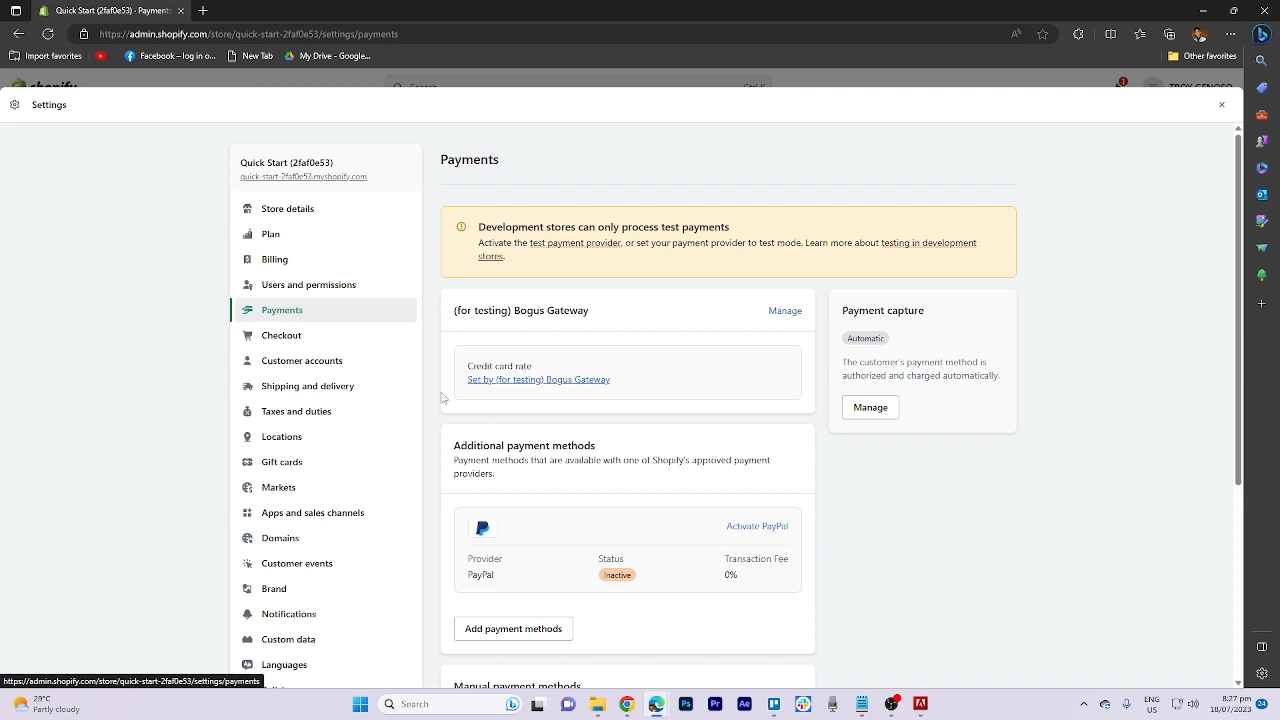 Quick Start (2faf0e53) · Payments
https://admin.shopify.com/store/quick-start-2faf0e53/settings/payments
Import favorites
Facebook – log in o...
New Tab
My Drive - Google...
Other favorites
1
Settings
Quick Start (2faf0e53)
quick-start-2faf0e53.myshopify.com
Store details
Plan
Billing
Users and permissions
Payments
Checkout
Customer accounts
Shipping and delivery
Taxes and duties
Locations
Gift cards
Markets
Apps and sales channels
Domains
Customer events
Brand
Notifications
Custom data
Languages
Payments
Development stores can only process test payments
Activate the test payment provider, or set your payment provider to test mode. Learn more about testing in development
stores.
(for testing) Bogus Gateway
Manage
Credit card rate
Set by (for testing) Bogus Gateway
Payment capture
Automatic
The customer's payment method is
authorized and charged automatically.
Manage
Additional payment methods
Payment methods that are available with one of Shopify's approved payment
providers.
Activate PayPal
Provider Status Transaction Fee
PayPal Inactive 0%
Add payment methods
Manual payment methods
https://admin.shopify.com/store/quick-start-2faf0e53/settings/payments
29°C
Partly cloudy
Search
ENG
US
8:27 pm
18/07/2023
24